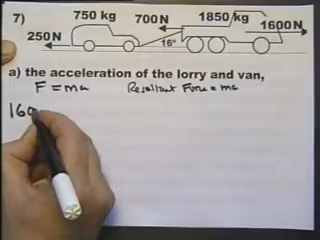 7)
750 kg 700N 1850 kg 1600N
250N
16°
a) the acceleration of the lorry and van,
F = ma Resultant Force = ma
160